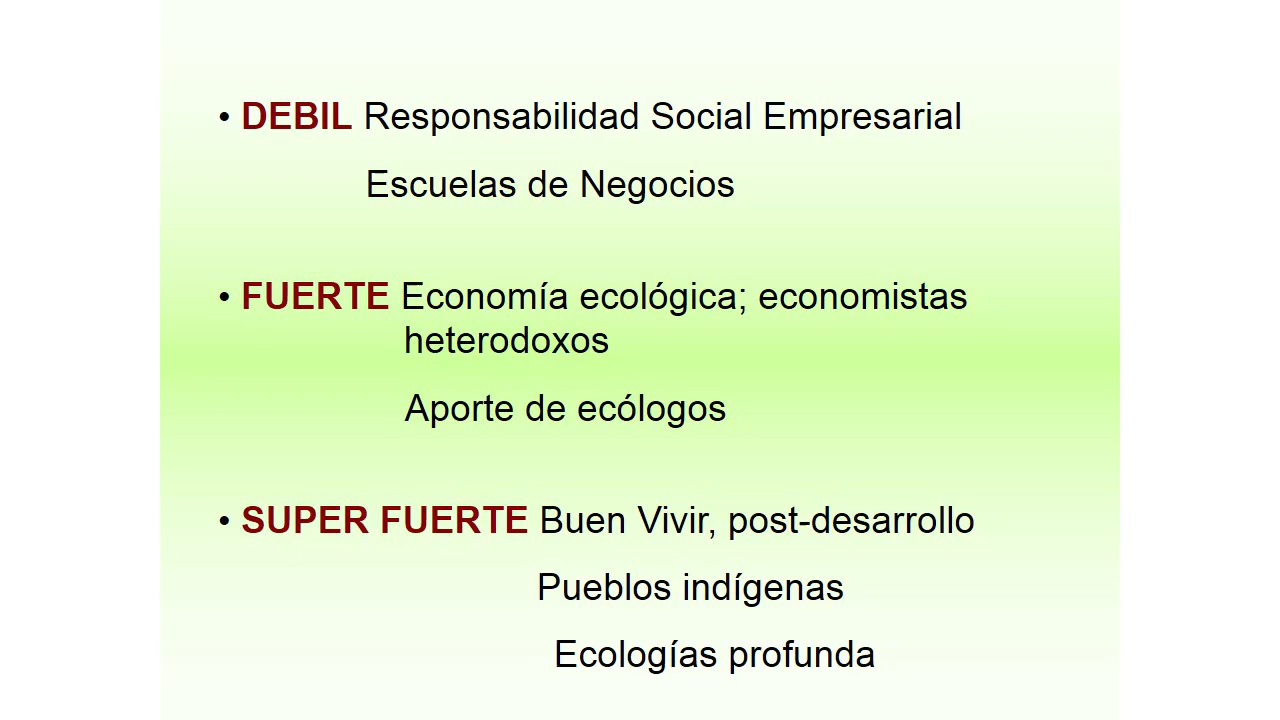 • DEBIL Responsabilidad Social Empresarial
Escuelas de Negocios
• FUERTE Economía ecológica; economistas
heterodoxos
Aporte de ecólogos
• SUPER FUERTE Buen Vivir, post-desarrollo
Pueblos indígenas
Ecologías profunda